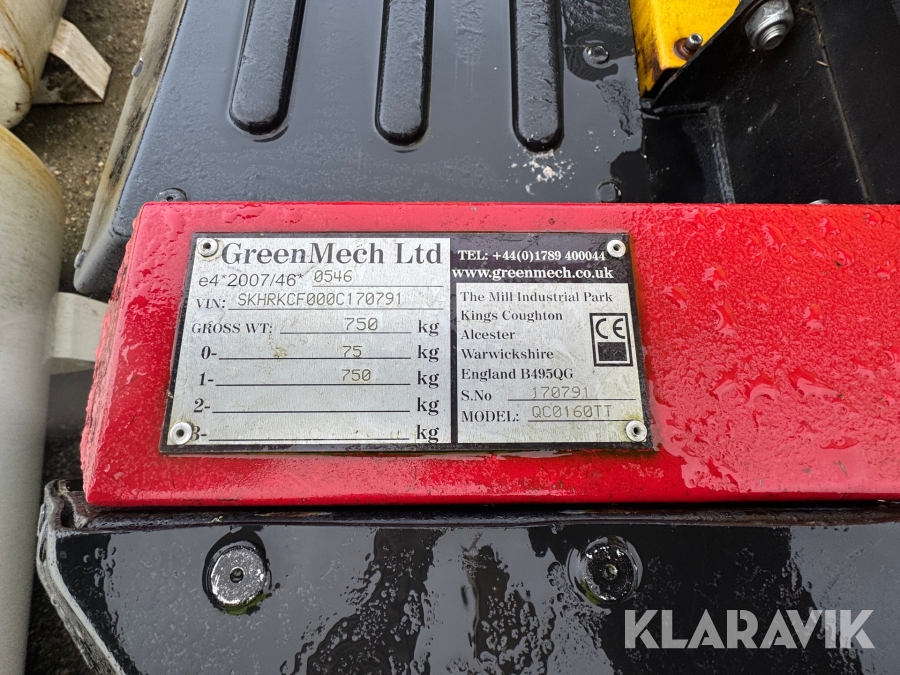 GreenMech Ltd
e4*2007/46* 0546
VIN: SKHRKCF000C170791
GROSS WT: 750 kg
0- 75 kg
1- 750 kg
2- kg
3- kg
TEL: +44(0)1789 400044
www.greenmech.co.uk
The Mill Industrial Park
Kings Coughton
Alcester
Warwickshire
England B495QG
CE
S.No 170791
MODEL: QC0160TT
KLARAVIK